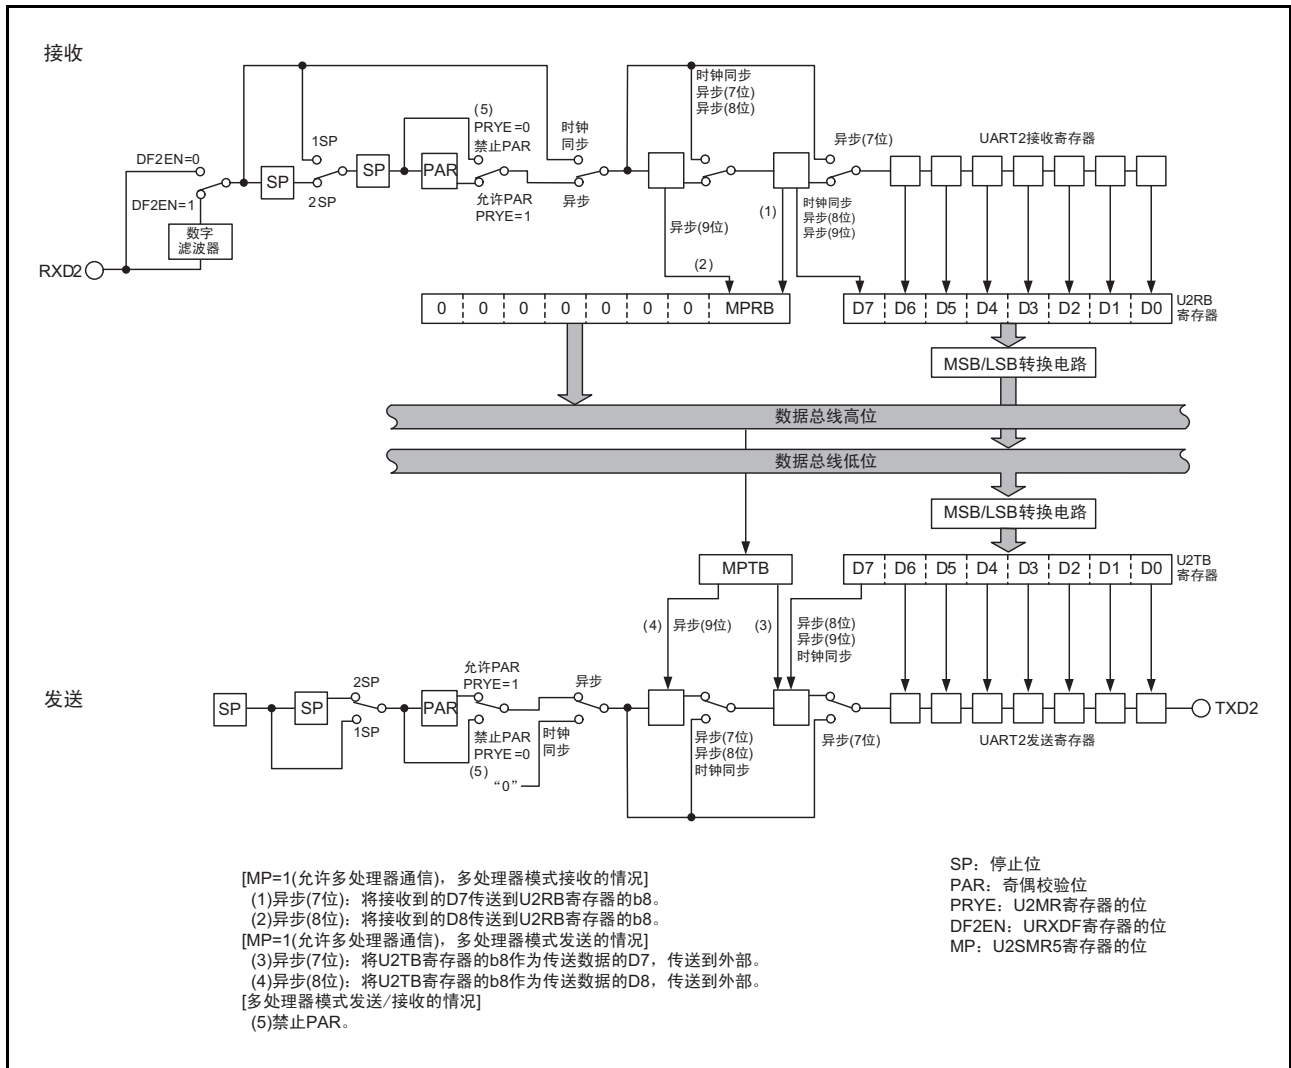 接收
时钟同步
异步(7位)
异步(8位)
(5)
PRYE=0
禁止PAR
时钟
同步
1SP
异步(7位)
UART2接收寄存器
DF2EN=0
SP
SP
PAR
2SP
DF2EN=1
允许PAR
PRYE=1
异步
(1)
时钟同步
异步(8位)
异步(9位)
异步(9位)
数字
滤波器
(2)
RXD2
0 0 0 0 0 0 0 MPRB
D7 D6 D5 D4 D3 D2 D1 D0
U2RB
寄存器
MSB/LSB转换电路
数据总线高位
数据总线低位
MSB/LSB转换电路
MPTB
D7 D6 D5 D4 D3 D2 D1 D0
U2TB
寄存器
(4)
异步(9位)
(3)
异步(8位)
异步(9位)
时钟同步
发送
允许PAR
PRYE=1
异步
2SP
SP
SP
PAR
TXD2
1SP
禁止PAR
PRYE=0
(5)
时钟
同步
“0”
异步(7位)
异步(8位)
时钟同步
异步(7位)
UART2发送寄存器
[MP=1(允许多处理器通信)，多处理器模式接收的情况]
(1)异步(7位)：将接收到的D7传送到U2RB寄存器的b8。
(2)异步(8位)：将接收到的D8传送到U2RB寄存器的b8。
[MP=1(允许多处理器通信)，多处理器模式发送的情况]
(3)异步(7位)：将U2TB寄存器的b8作为传送数据的D7，传送到外部。
(4)异步(8位)：将U2TB寄存器的b8作为传送数据的D8，传送到外部。
[多处理器模式发送/接收的情况]
(5)禁止PAR。
SP：停止位
PAR：奇偶校验位
PRYE：U2MR寄存器的位
DF2EN：URXDF寄存器的位
MP：U2SMR5寄存器的位